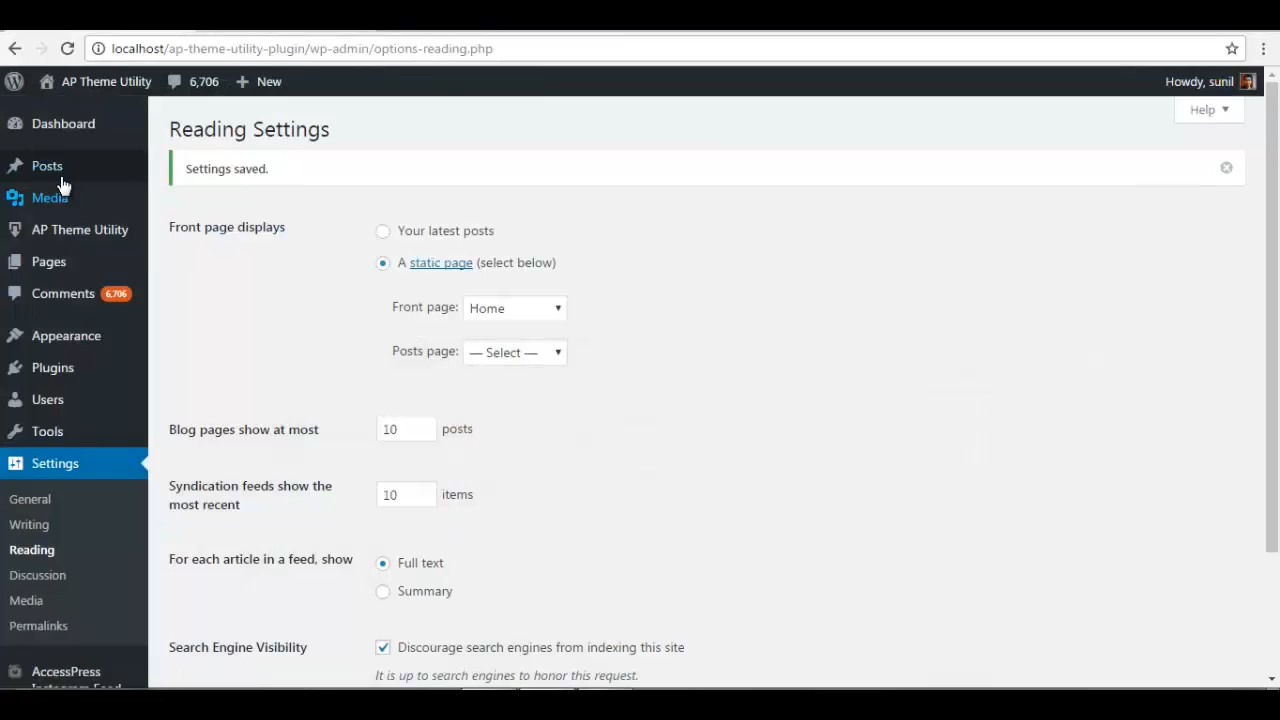 localhost/ap-theme-utility-plugin/wp-admin/options-reading.php
AP Theme Utility 6,706 + New Howdy, sunil
Help
Dashboard
Posts
Media
AP Theme Utility
Pages
Comments 6,706
Appearance
Plugins
Users
Tools
Settings
General
Writing
Reading
Discussion
Media
Permalinks
AccessPress
Instagram Feed
Reading Settings
Settings saved.
Front page displays
Your latest posts
A static page (select below)
Front page: Home
Posts page: — Select —
Blog pages show at most 10 posts
Syndication feeds show the
most recent
10 items
For each article in a feed, show
Full text
Summary
Search Engine Visibility
Discourage search engines from indexing this site
It is up to search engines to honor this request.